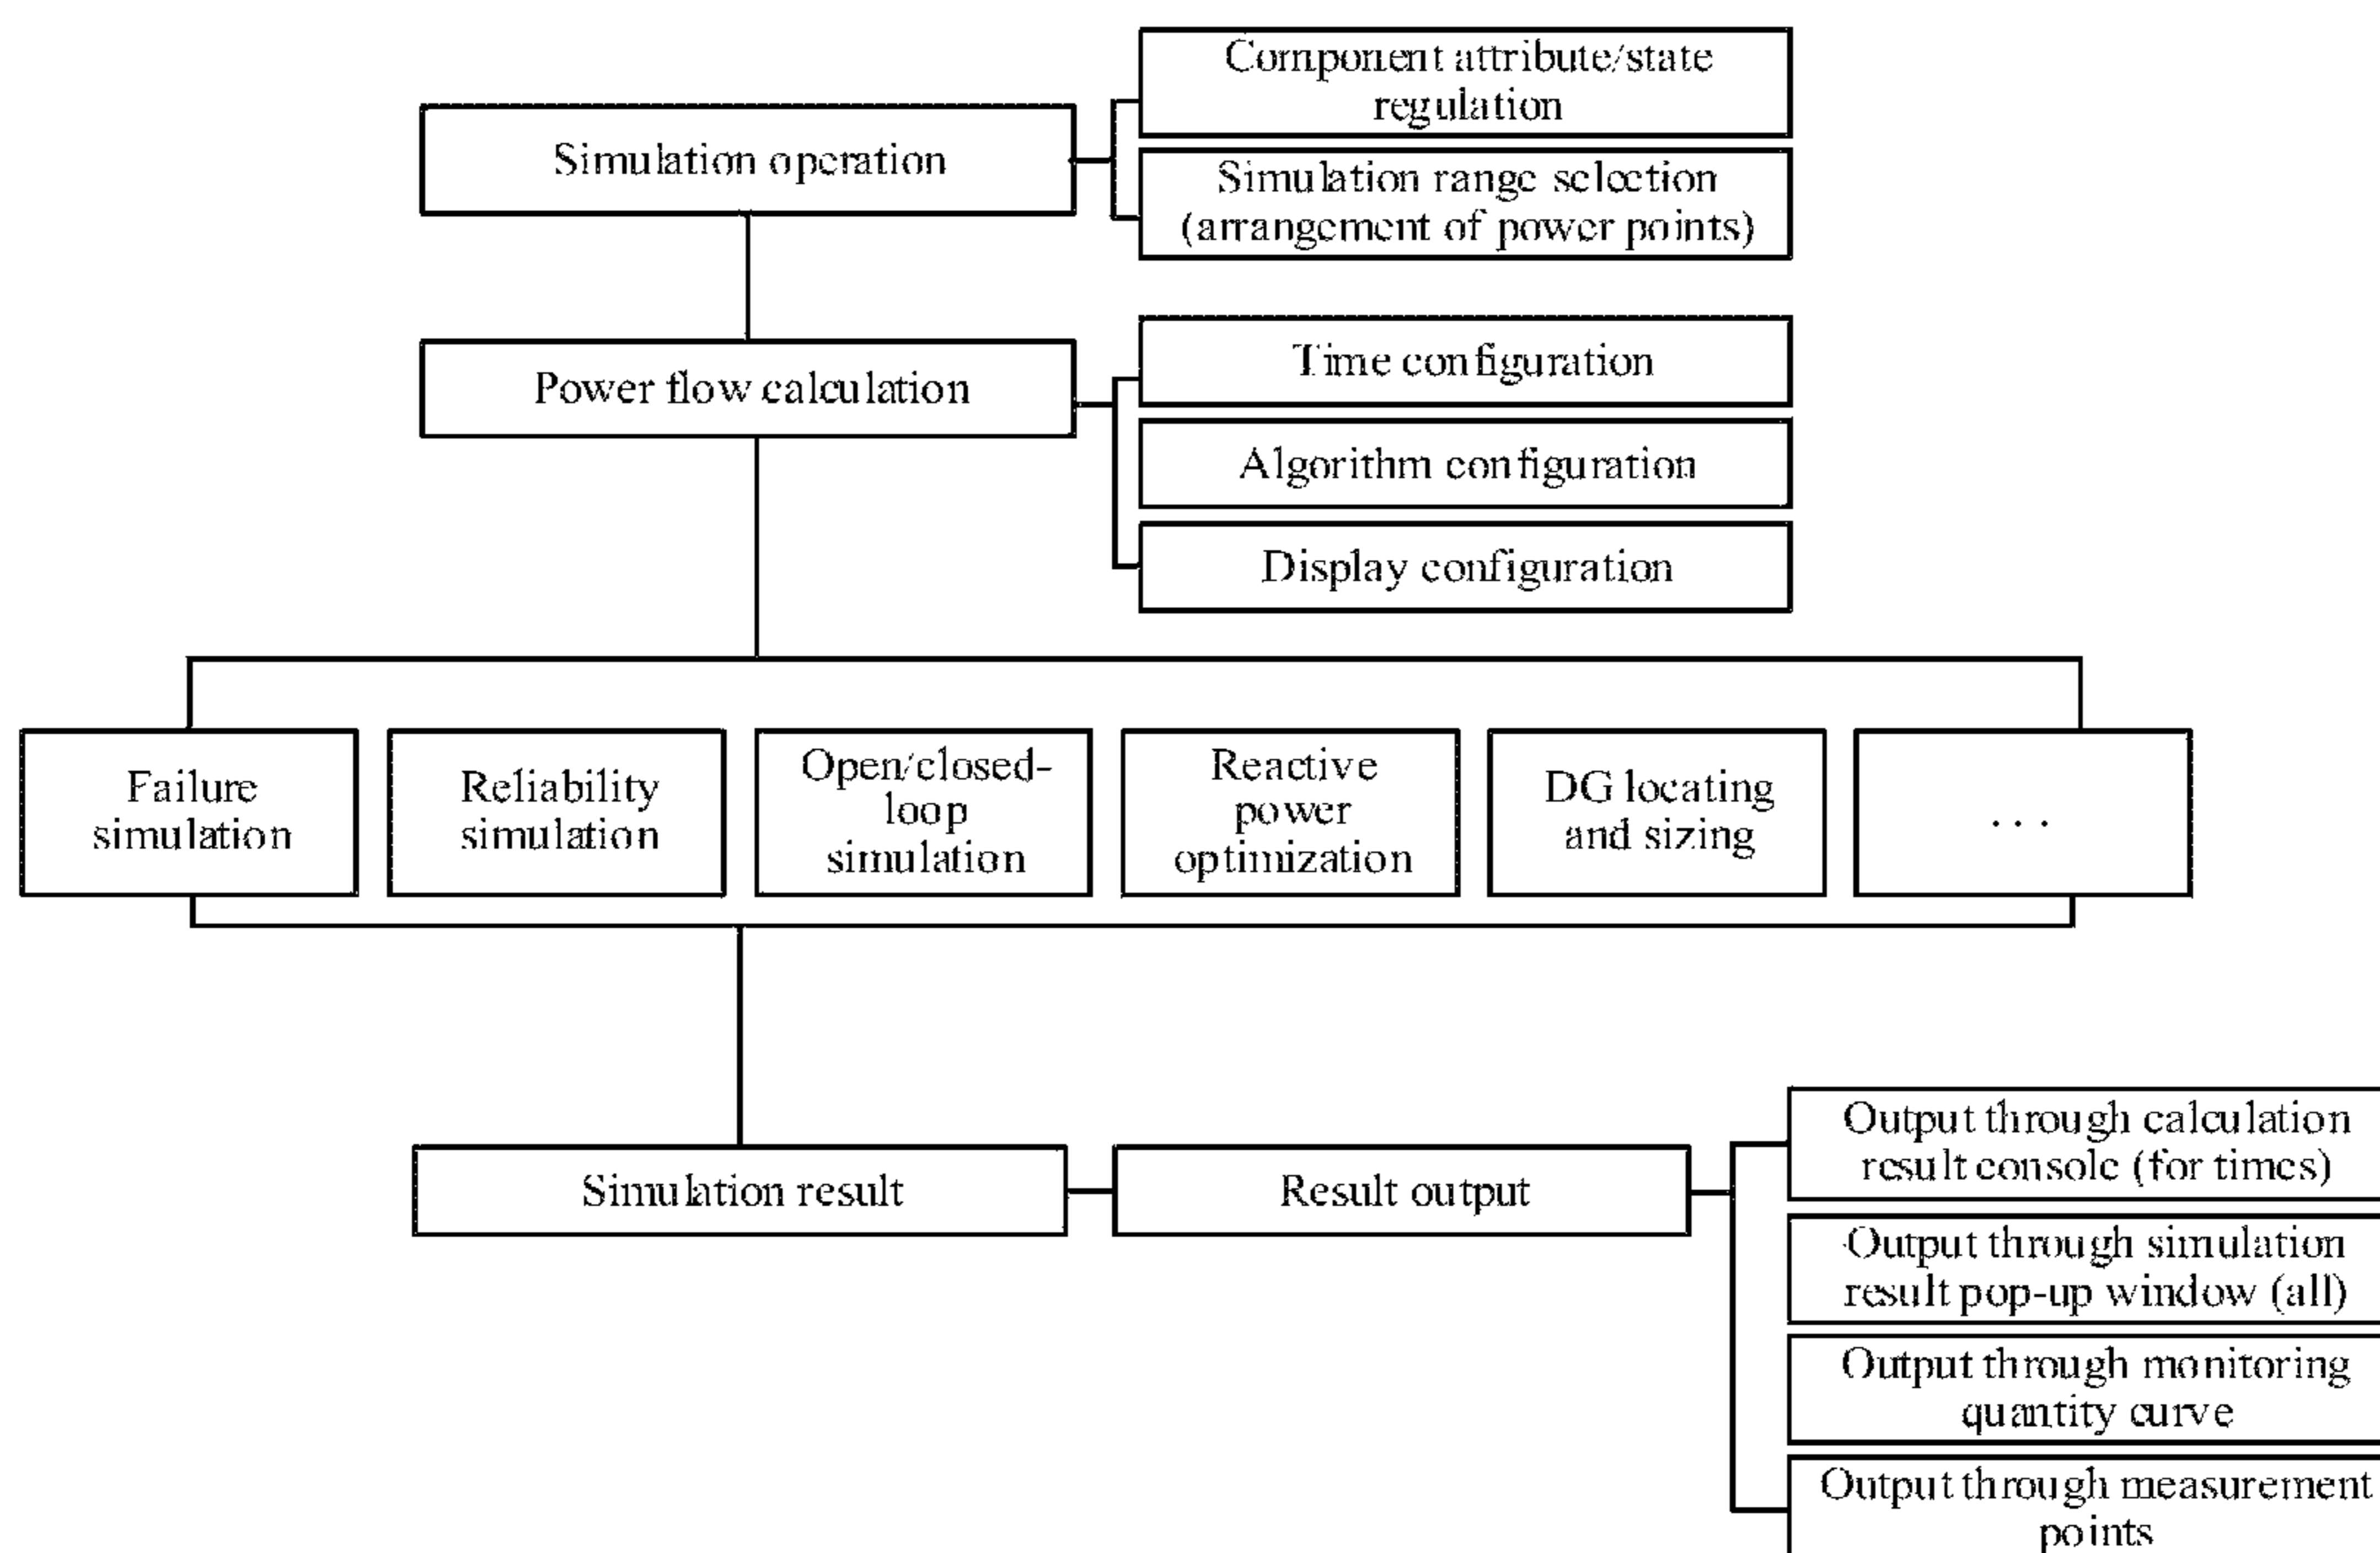 Component attribute/state
regulation
Simulation operation
Simulation range selection
(arrangement of power points)
Time configuration
Power flow calculation
Algorithm configuration
Display configuration
Failure
simulation
Reliability
simulation
Open/closed-
loop
simulation
Reactive
power
optimization
DG locating
and sizing
...
Output through calculation
result console (for times)
Simulation result
Result output
Output through simulation
result pop-up window (all)
Output through monitoring
quantity curve
Output through measurement
points